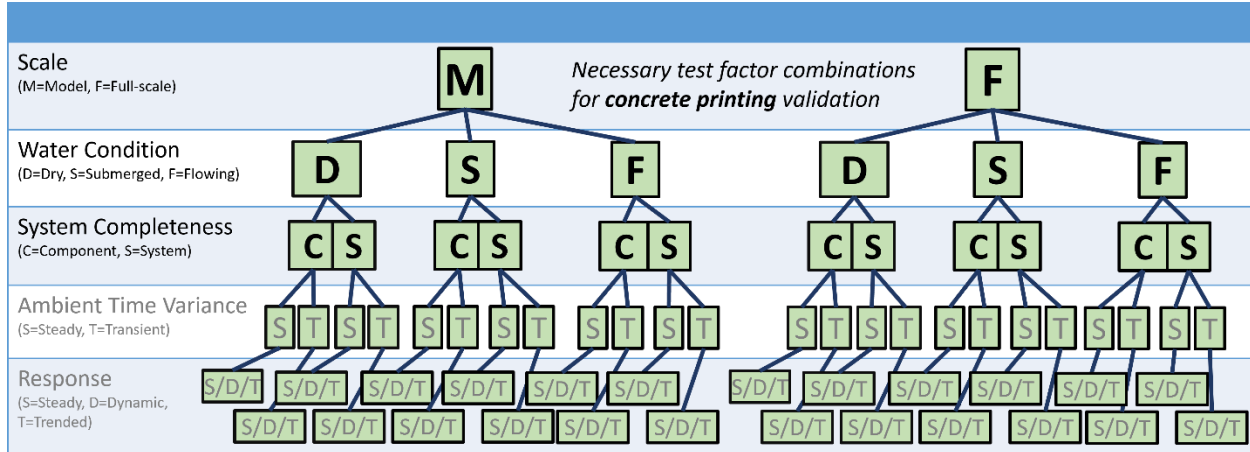 Scale
(M=Model, F=Full-scale)
M
Necessary test factor combinations
for concrete printing validation
F
Water Condition
(D=Dry, S=Submerged, F=Flowing)
D S F D S F
System Completeness
(C=Component, S=System)
C S C S C S C S C S C S
Ambient Time Variance
(S=Steady, T=Transient)
S T S T S T S T S T S T S T S T S T S T S T S T
Response
(S=Steady, D=Dynamic,
T=Trended)
S/D/T S/D/T S/D/T S/D/T S/D/T S/D/T S/D/T S/D/T S/D/T S/D/T S/D/T S/D/T
S/D/T S/D/T S/D/T S/D/T S/D/T S/D/T S/D/T S/D/T S/D/T S/D/T S/D/T S/D/T